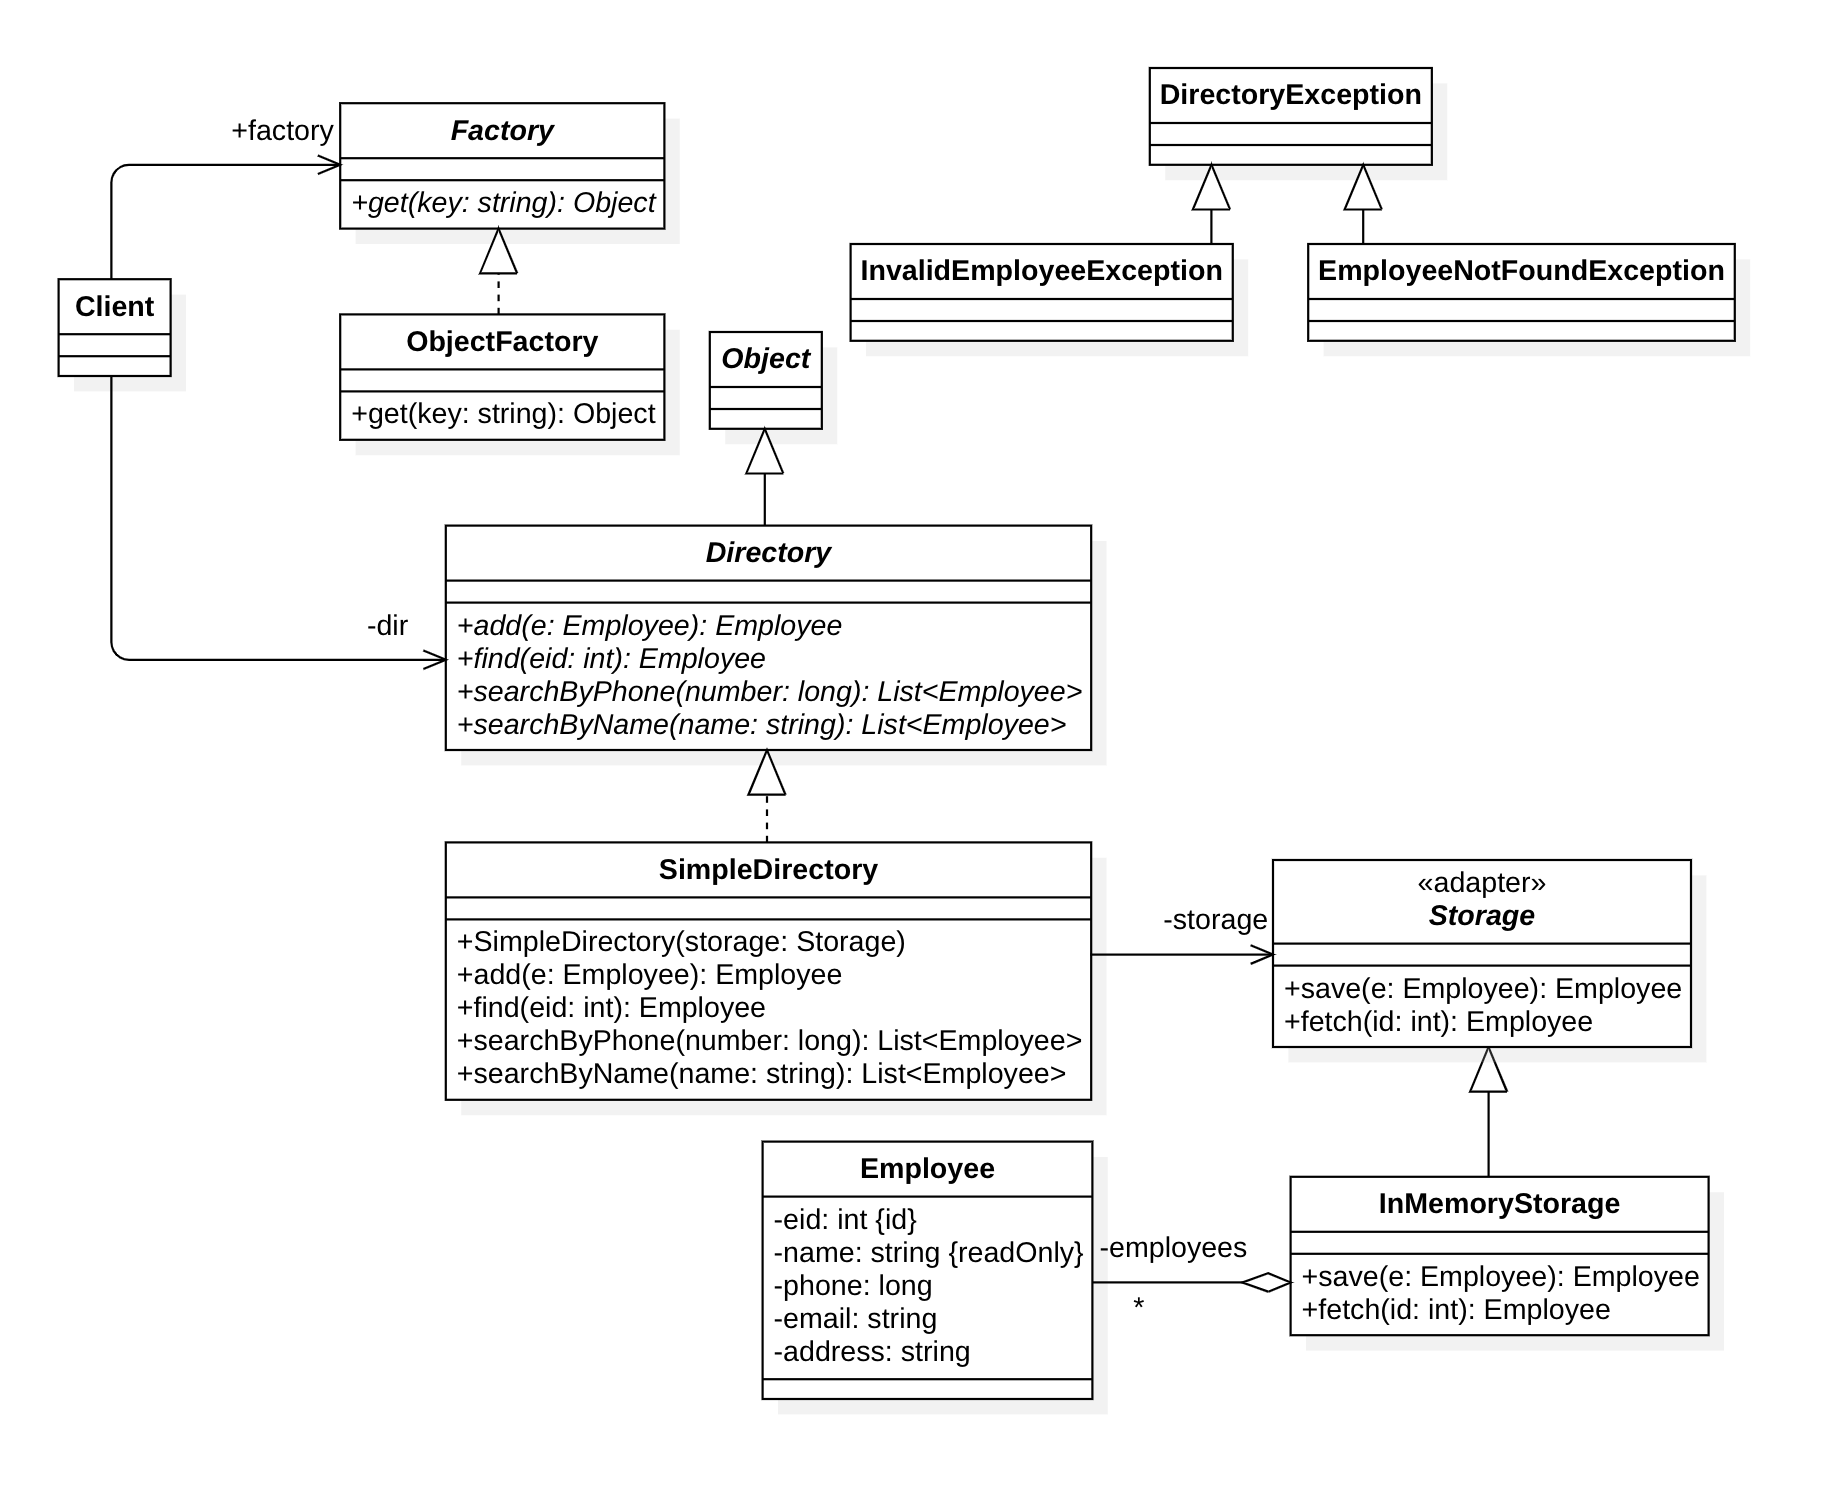 DirectoryException
+factory
Factory
+get(key: string): Object
InvalidEmployeeException
EmployeeNotFoundException
Client
ObjectFactory
+get(key: string): Object
Object
Directory
-dir
+add(e: Employee): Employee
+find(eid: int): Employee
+searchByPhone(number: long): List<Employee>
+searchByName(name: string): List<Employee>
SimpleDirectory
+SimpleDirectory(storage: Storage)
+add(e: Employee): Employee
+find(eid: int): Employee
+searchByPhone(number: long): List<Employee>
+searchByName(name: string): List<Employee>
-storage
«adapter»
Storage
+save(e: Employee): Employee
+fetch(id: int): Employee
Employee
-eid: int {id}
-name: string {readOnly}
-phone: long
-email: string
-address: string
-employees
*
InMemoryStorage
+save(e: Employee): Employee
+fetch(id: int): Employee